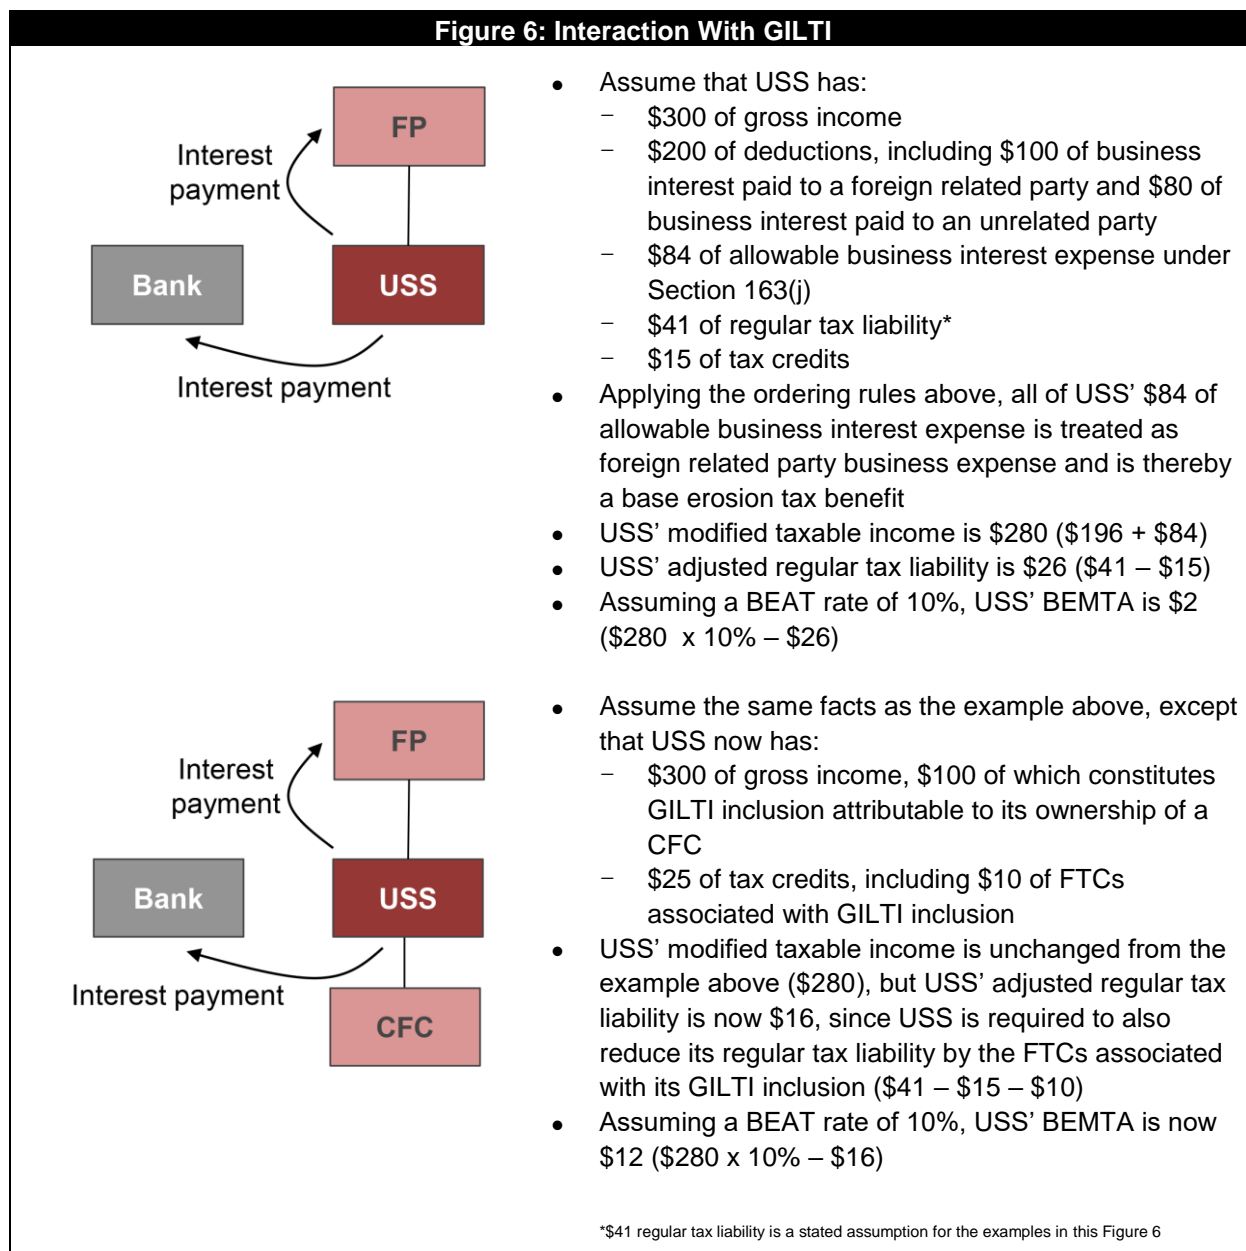 Figure 6: Interaction With GILTI
FP
Interest
payment
Bank
USS
Interest payment
● Assume that USS has:
− $300 of gross income
− $200 of deductions, including $100 of business
interest paid to a foreign related party and $80 of
business interest paid to an unrelated party
− $84 of allowable business interest expense under
Section 163(j)
− $41 of regular tax liability*
− $15 of tax credits
● Applying the ordering rules above, all of USS’ $84 of
allowable business interest expense is treated as
foreign related party business expense and is thereby
a base erosion tax benefit
● USS’ modified taxable income is $280 ($196 + $84)
● USS’ adjusted regular tax liability is $26 ($41 – $15)
● Assuming a BEAT rate of 10%, USS’ BEMTA is $2
($280 x 10% – $26)
FP
Interest
payment
Bank
USS
Interest payment
CFC
● Assume the same facts as the example above, except
that USS now has:
− $300 of gross income, $100 of which constitutes
GILTI inclusion attributable to its ownership of a
CFC
− $25 of tax credits, including $10 of FTCs
associated with GILTI inclusion
● USS’ modified taxable income is unchanged from the
example above ($280), but USS’ adjusted regular tax
liability is now $16, since USS is required to also
reduce its regular tax liability by the FTCs associated
with its GILTI inclusion ($41 – $15 – $10)
● Assuming a BEAT rate of 10%, USS’ BEMTA is now
$12 ($280 x 10% – $16)
*$41 regular tax liability is a stated assumption for the examples in this Figure 6